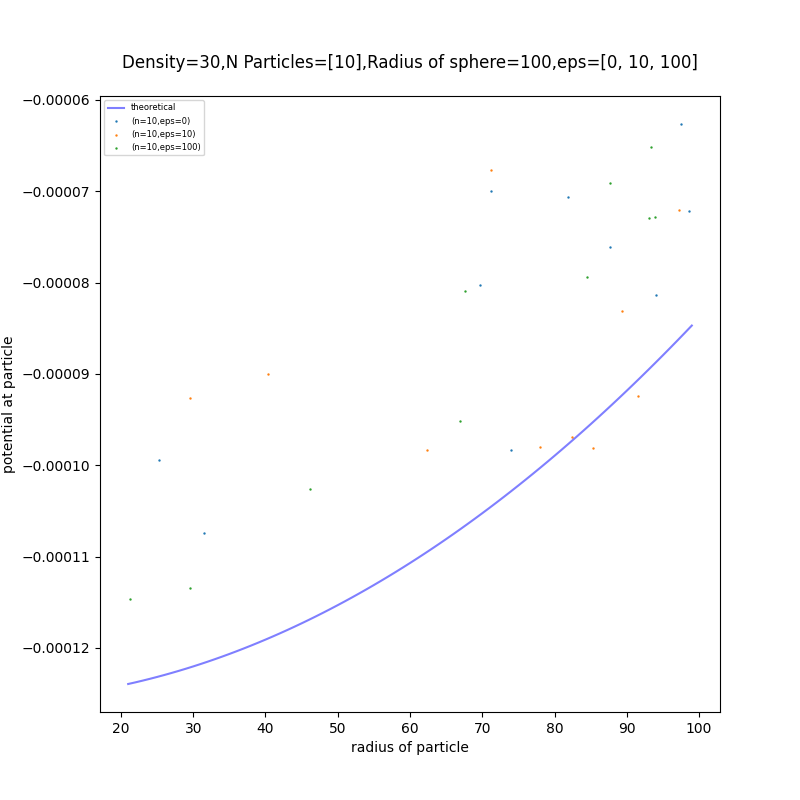 Density=30,N Particles=[10],Radius of sphere=100,eps=[0, 10, 100]
−0.00006
−0.00007
−0.00008
−0.00009
−0.00010
−0.00011
−0.00012
potential at particle
theoretical
(n=10,eps=0)
(n=10,eps=10)
(n=10,eps=100)
20 30 40 50 60 70 80 90 100
radius of particle